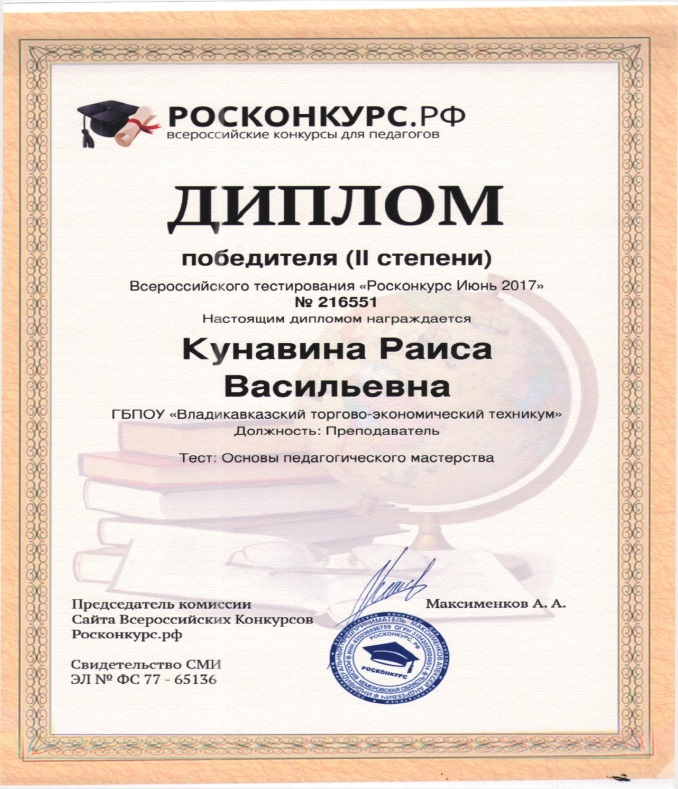 РОСКОНКУРС.РФ
всероссийские конкурсы для педагогов
ДИПЛОМ
победителя (II степени)
Всероссийского тестирования «Росконкурс Июнь 2017»
№ 216551
Настоящим дипломом награждается
Кунавина Раиса
Васильевна
ГБПОУ «Владикавказский торгово-экономический техникум»
Должность: Преподаватель
Тест: Основы педагогического мастерства
Председатель комиссии
Сайта Всероссийских Конкурсов
Росконкурс.рф
Максименков А. А.
Свидетельство СМИ
ЭЛ № ФС 77 - 65136
РОСКОНКУРС. РФ
РОСКОНКУРС